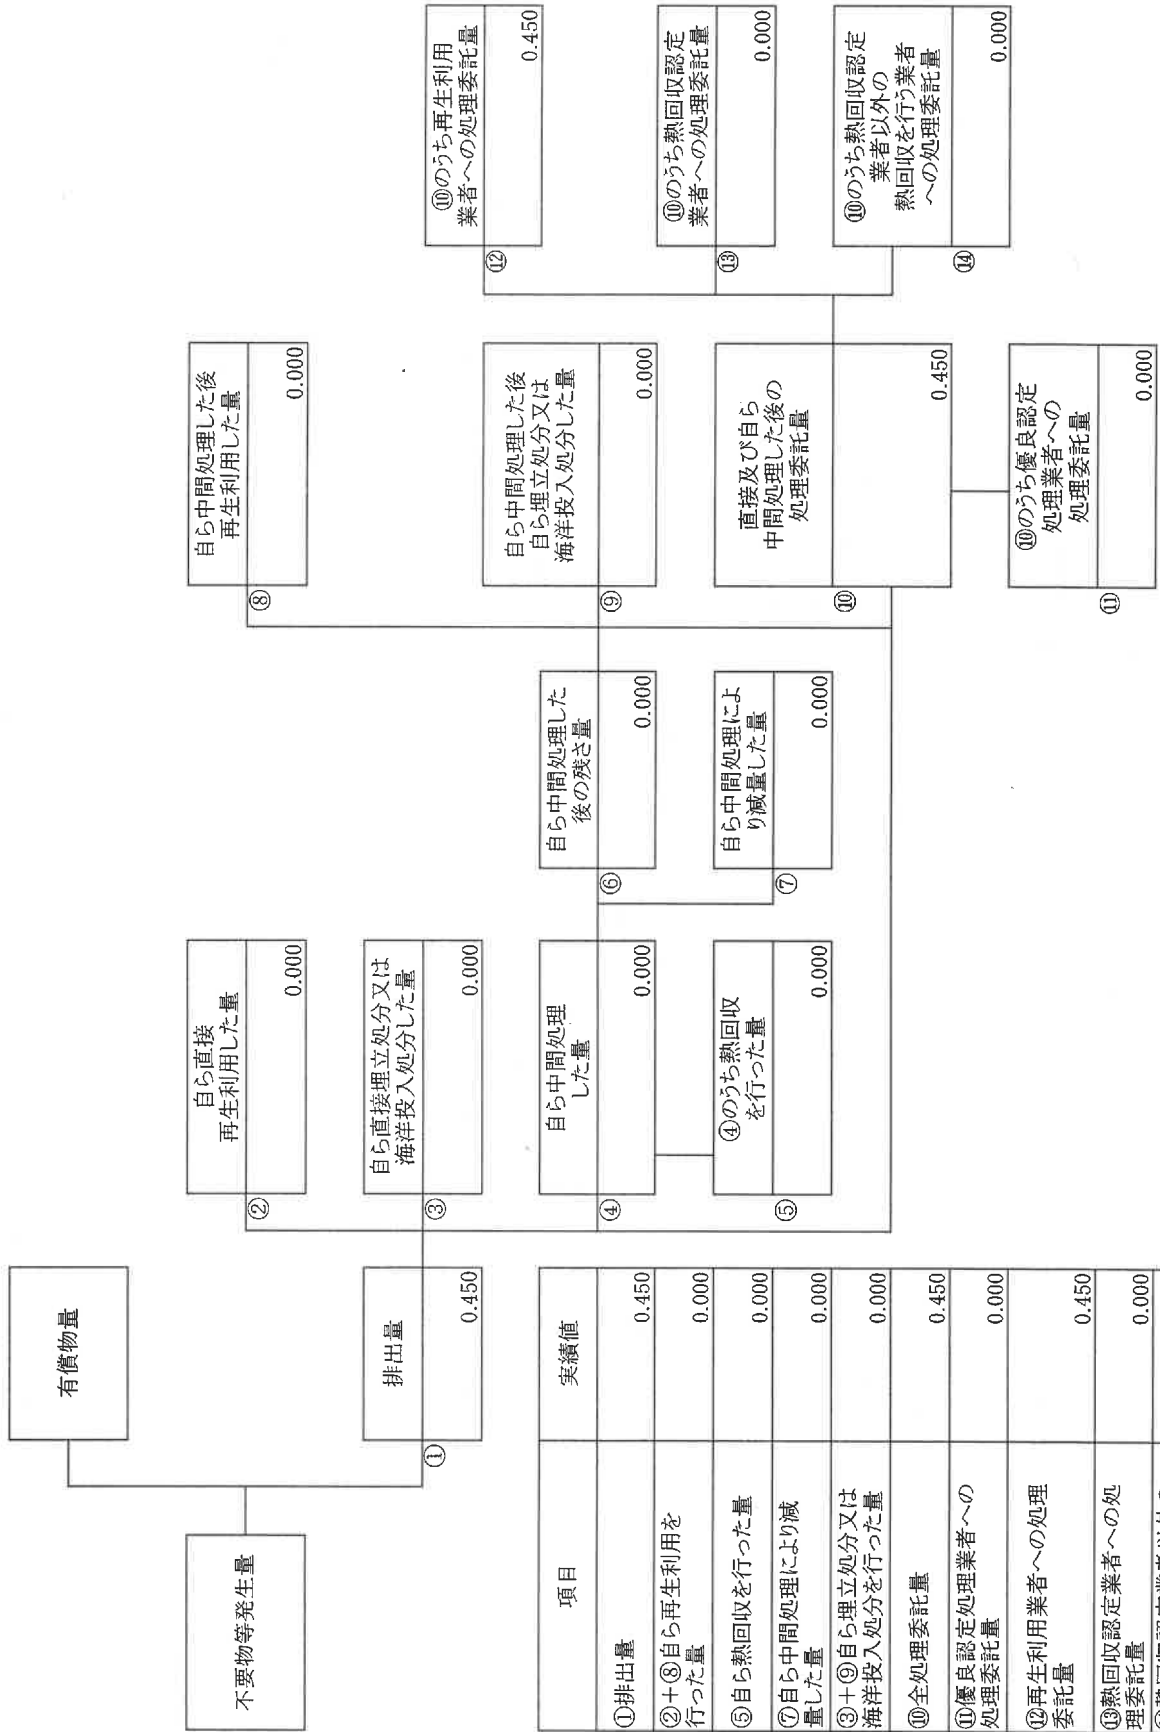 有償物量
不要物等発生量
排出量
①
0.450
自ら直接
再生利用した量
②
0.000
自ら直接埋立処分又は
海洋投入処分した量
③
0.000
自ら中間処理
した量
④
0.000
④のうち熱回収
を行った量
⑤
0.000
自ら中間処理した
後の残さ量
⑥
0.000
自ら中間処理によ
り減量した量
⑦
0.000
自ら中間処理した後
再生利用した量
⑧
0.000
自ら中間処理した後
自ら埋立処分又は
海洋投入処分した量
⑨
0.000
直接及び自ら
中間処理した後の
処理委託量
⑩
0.450
⑩のうち優良認定
処理業者への
処理委託量
⑪
0.000
⑩のうち再生利用
業者への処理委託量
⑫
0.450
⑩のうち熱回収認定
業者への処理委託量
⑬
0.000
⑩のうち熱回収認定
業者以外の
熱回収を行う業者
への処理委託量
⑭
0.000
項目
実績値
①排出量
0.450
②+⑧自ら再生利用を
行った量
0.000
⑤自ら熱回収を行った量
0.000
⑦自ら中間処理により減
量した量
0.000
③+⑨自ら埋立処分又は
海洋投入処分を行った量
0.000
⑩全処理委託量
0.450
⑪優良認定処理業者への
処理委託量
0.000
⑫再生利用業者への処理
委託量
0.450
⑬熱回収認定業者への処
理委託量
0.000